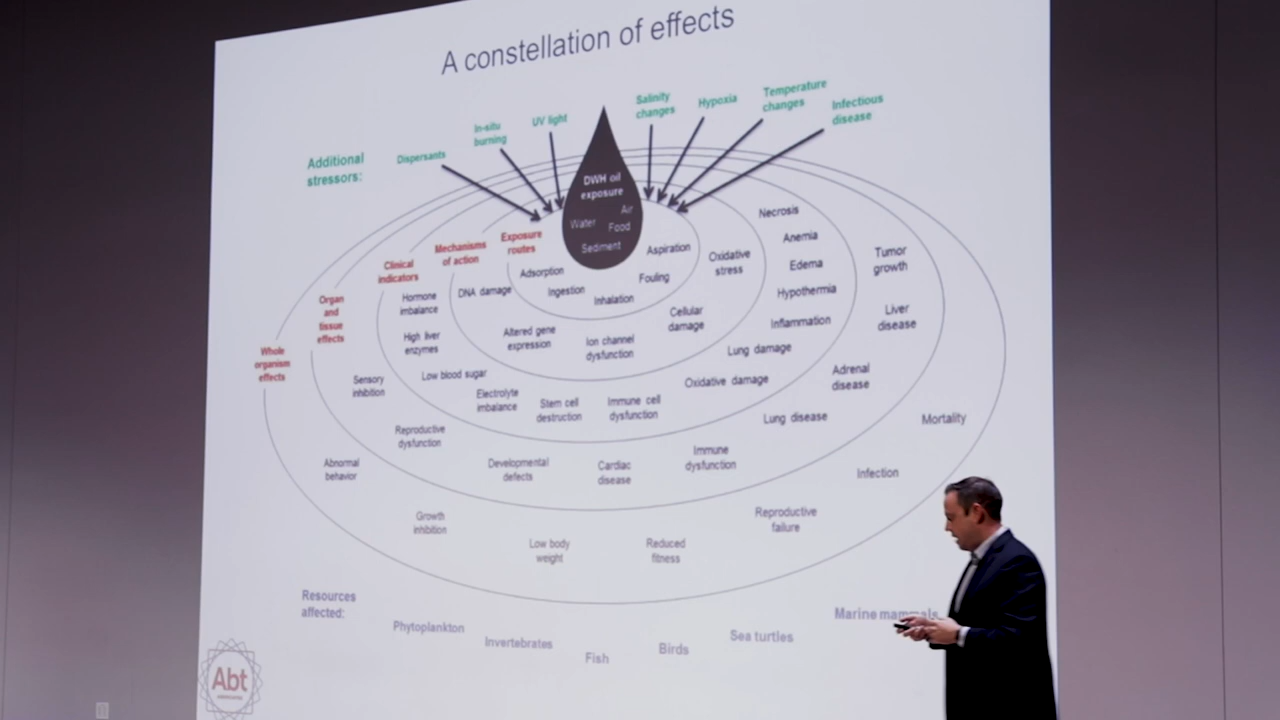 A constellation of effects
Additional
stressors:
Dispersants
In-situ
burning
UV light
Salinity
changes
Hypoxia
Temperature
changes
Infectious
disease
DWH oil
exposure
Water
Air
Food
Sediment
Exposure
routes
Adsorption
Ingestion
Inhalation
Fouling
Aspiration
Mechanisms
of action
DNA damage
Altered gene
expression
Ion channel
dysfunction
Cellular
damage
Oxidative
stress
Clinical
indicators
Hormone
imbalance
High liver
enzymes
Low blood sugar
Electrolyte
imbalance
Stem cell
destruction
Immune cell
dysfunction
Oxidative damage
Lung damage
Inflammation
Hypothermia
Edema
Anemia
Necrosis
Organ
and
tissue
effects
Sensory
inhibition
Reproductive
dysfunction
Developmental
defects
Cardiac
disease
Immune
dysfunction
Lung disease
Adrenal
disease
Liver
disease
Tumor
growth
Whole
organism
effects
Abnormal
behavior
Growth
inhibition
Low body
weight
Reduced
fitness
Reproductive
failure
Infection
Mortality
Resources
affected:
Phytoplankton
Invertebrates
Fish
Birds
Sea turtles
Marine mammals
Abt